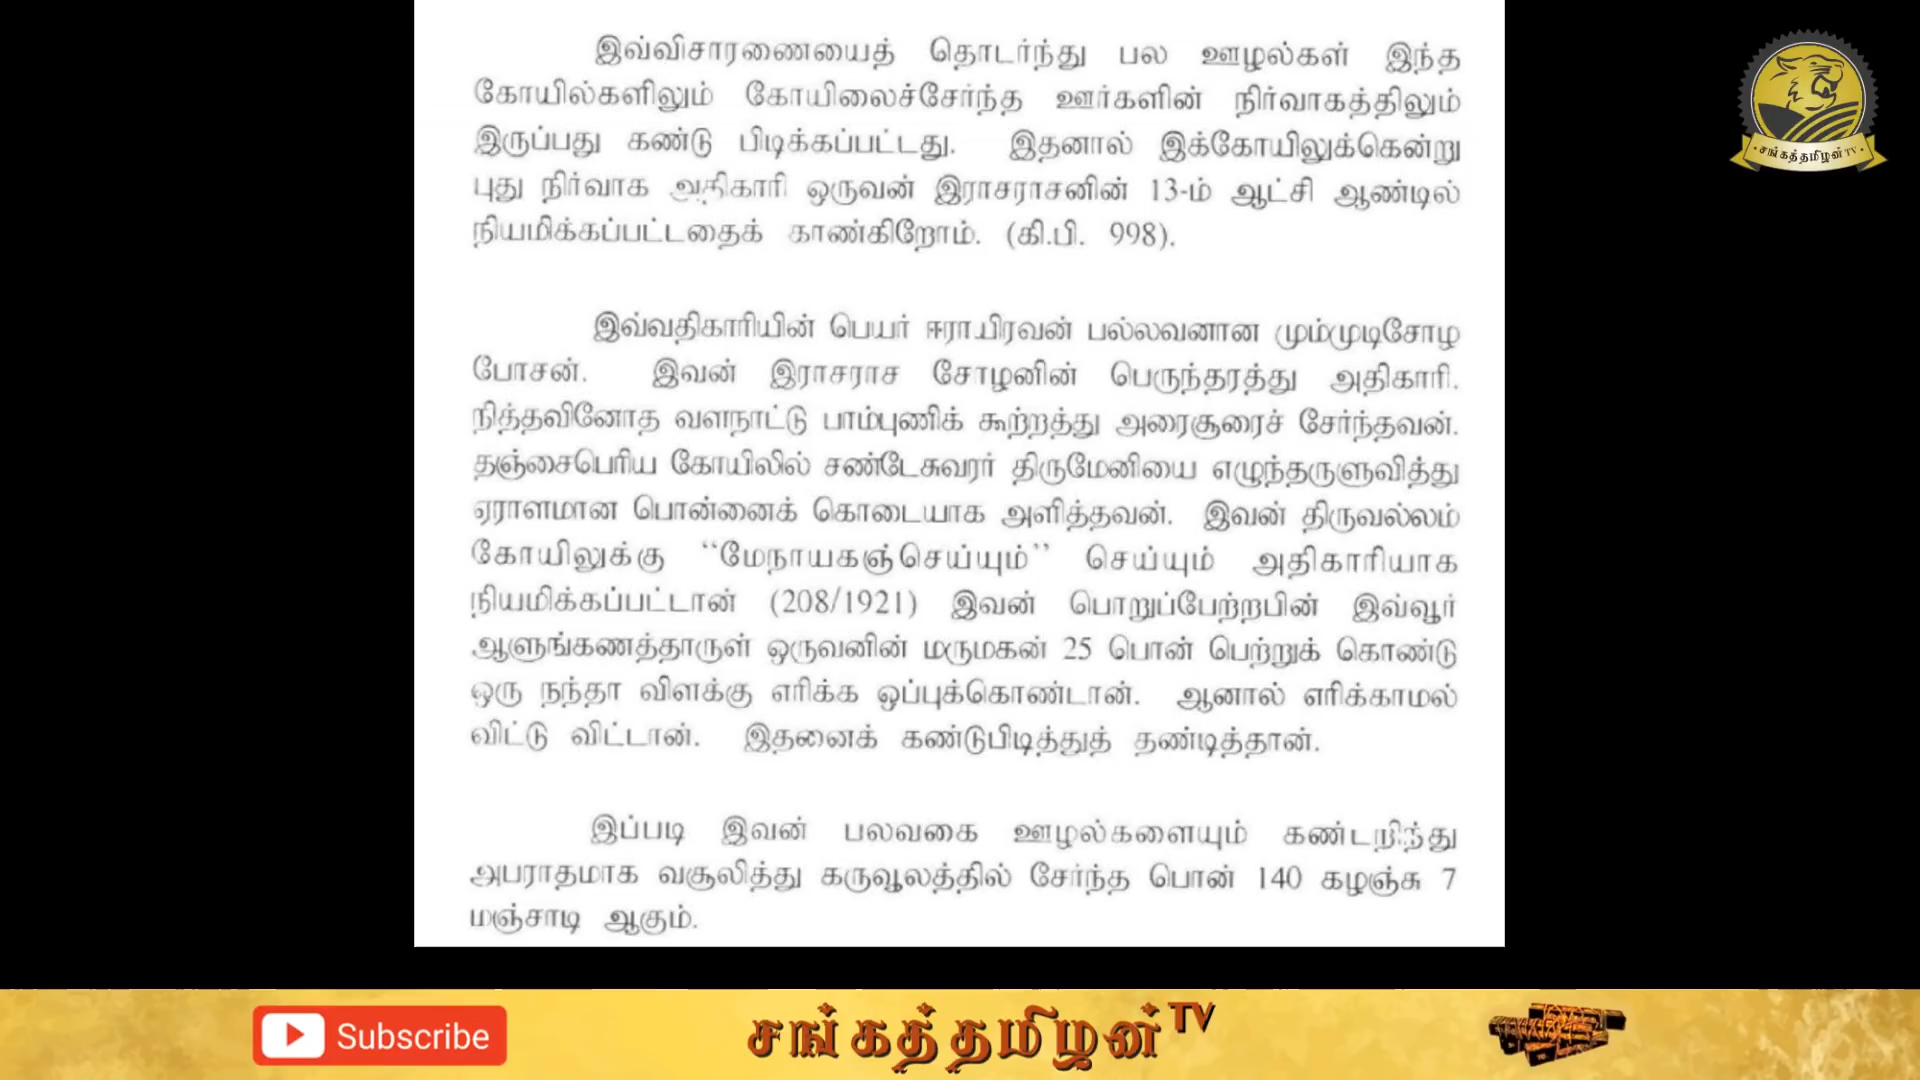 இவ்விசாரணையைத் தொடர்ந்து பல ஊழல்கள் இந்த
கோயில்களிலும் கோயிலைச்சேர்ந்த ஊர்களின் நிர்வாகத்திலும்
இருப்பது கண்டு பிடிக்கப்பட்டது. இதனால் இக்கோயிலுக்கென்று
புது நிர்வாக அதிகாரி ஒருவன் இராசராசனின் 13-ம் ஆட்சி ஆண்டில்
நியமிக்கப்பட்டதைக் காண்கிறோம். (கி.பி. 998).
இவ்வதிகாரியின் பெயர் ஈராயிரவன் பல்லவனான மும்முடிசோழ
போசன். இவன் இராசராச சோழனின் பெருந்தரத்து அதிகாரி.
நித்தவினோத வளநாட்டு பாம்புணிக் கூற்றத்து அரைசூரைச் சேர்ந்தவன்.
தஞ்சைபெரிய கோயிலில் சண்டேசுவரர் திருமேனியை எழுந்தருளுவித்து
ஏராளமான பொன்னைக் கொடையாக அளித்தவன். இவன் திருவல்லம்
கோயிலுக்கு “மேநாயகஞ்செய்யும்” செய்யும் அதிகாரியாக
நியமிக்கப்பட்டான் (208/1921) இவன் பொறுப்பேற்றபின் இவ்வூர்
ஆளுங்கணத்தாருள் ஒருவனின் மருமகன் 25 பொன் பெற்றுக் கொண்டு
ஒரு நந்தா விளக்கு எரிக்க ஒப்புக்கொண்டான். ஆனால் எரிக்காமல்
விட்டு விட்டான். இதனைக் கண்டுபிடித்துத் தண்டித்தான்.
இப்படி இவன் பலவகை ஊழல்களையும் கண்டறிந்து
அபராதமாக வசூலித்து கருவூலத்தில் சேர்ந்த பொன் 140 கழஞ்சு 7
மஞ்சாடி ஆகும்.
சங்கத்தமிழன் TV
Subscribe
சங்கத்தமிழன் TV